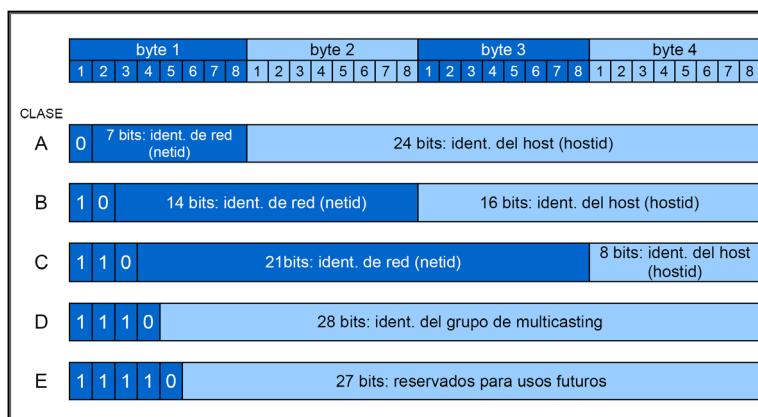 byte 1 byte 2 byte 3 byte 4
1 2 3 4 5 6 7 8 1 2 3 4 5 6 7 8 1 2 3 4 5 6 7 8 1 2 3 4 5 6 7 8
CLASE
A 0 7 bits: ident. de red 24 bits: ident. del host (hostid)
(netid)
B 1 0 14 bits: ident. de red (netid) 16 bits: ident. del host (hostid)
C 1 1 0 21bits: ident. de red (netid) 8 bits: ident. del host
(hostid)
D 1 1 1 0 28 bits: ident. del grupo de multicasting
E 1 1 1 1 0 27 bits: reservados para usos futuros